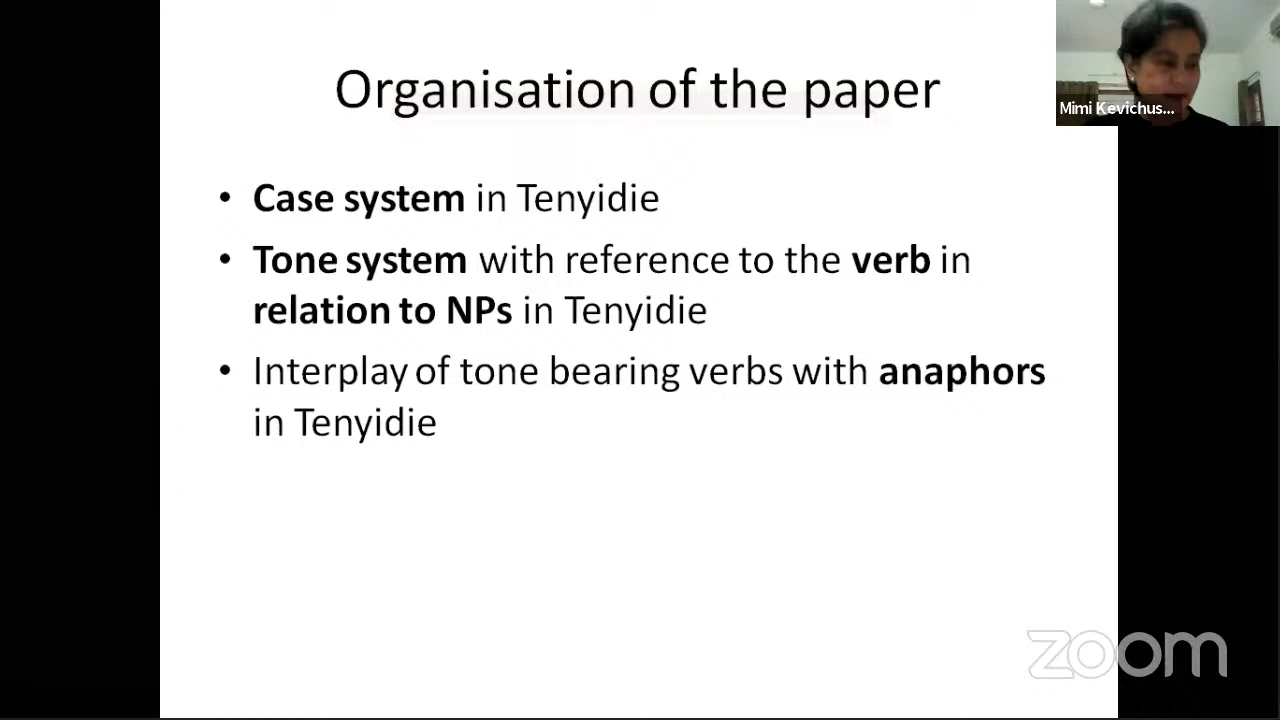 Organisation of the paper
Mimi Kevichus...
• Case system in Tenyidie
• Tone system with reference to the verb in
relation to NPs in Tenyidie
• Interplay of tone bearing verbs with anaphors
in Tenyidie
zoom